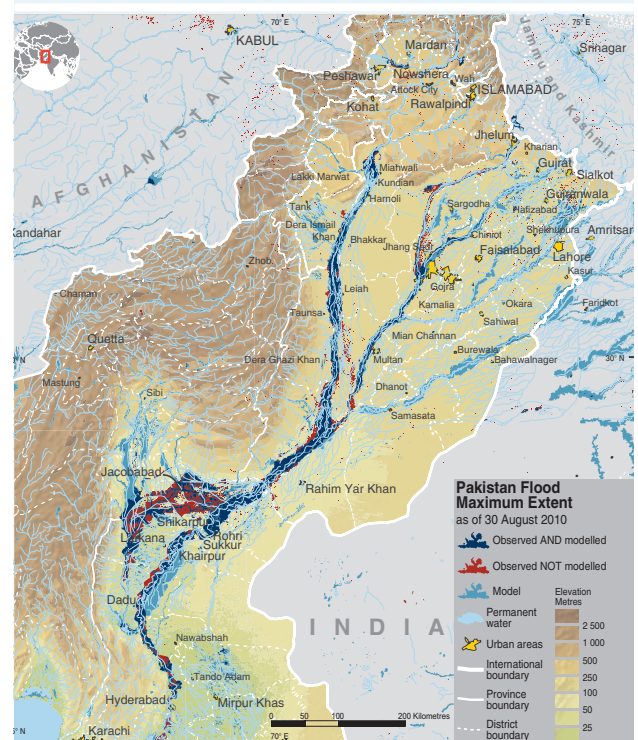 70° E
75° E
KABUL
Mardan
Srinagar
Peshawar
Nowshera
Wah
Attock City
ISLAMABAD
Kohat
Rawalpindi
Jammu and Kashmir
AFGHANISTAN
Jhelum
Kharian
Miahwali
Gujrat
Lakki Marwat
Kundian
Sialkot
Harnoli
Gujranwala
Tank
Sargodha
Hafizabad
Dera Ismail
Khan
Chiniot
Shekhupura
Amritsar
Kandahar
Bhakkar
Jhang Sadr
Faisalabad
Lahore
Zhob
Kasur
Gojra
Leiah
Chaman
Kamalia
Okara
Faridkot
Taunsa
Sahiwal
Quetta
Mian Channan
Burewala
30° N
Dera Ghazi Khan
Multan
Bahawalnager
Mastung
Dhanot
Sibi
Samasata
Jacobabad
Rahim Yar Khan
Shikarpur
Larkana
Rohri
Sukkur
Khairpur
Dadu
INDIA
Nawabshah
Tando Adam
Hyderabad
Mirpur Khas
Karachi
0 50 100 200 Kilometres
70° E
Pakistan Flood
Maximum Extent
as of 30 August 2010
Observed AND modelled
Observed NOT modelled
Model
Permanent
water
Urban areas
International
boundary
Province
boundary
District
boundary
Elevation
Metres
2 500
1 000
500
250
100
50
25